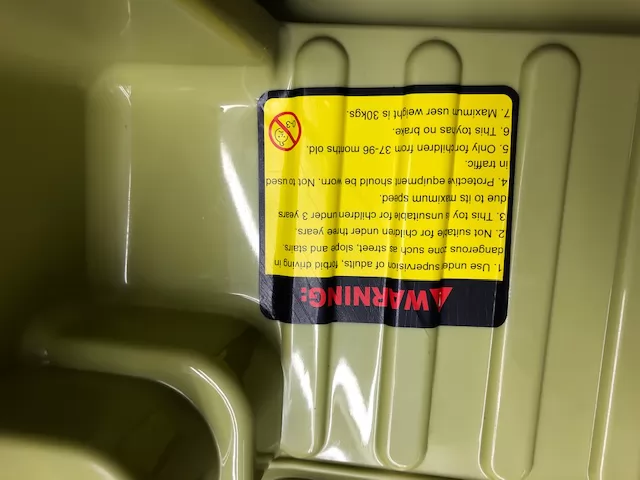 WARNING:
1. Use under supervision of adults, forbid driving in
dangerous zone such as street, slope and stairs.
2. Not suitable for children under three years.
3. This toy is unsuitable for children under 3 years
due to its maximum speed.
4. Protective equipment should be worn. Not to used
in traffic.
5. Only for children from 37-96 months old.
6. This toy has no brake.
7. Maximum user weight is 30kgs.